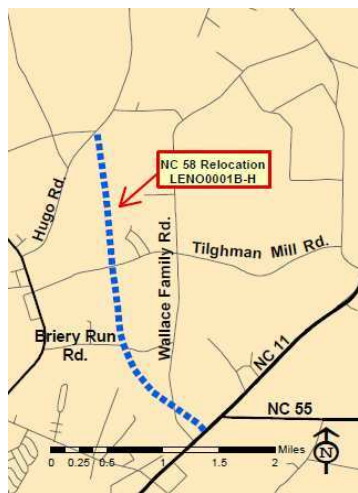 NC 58 Relocation
LENO0001B-H
Hugo Rd.
Wallace Family Rd.
Tilghman Mill Rd.
Briery Run
Rd.
NC 11
NC 55
Miles
0 0.25 0.5 1 1.5 2
N